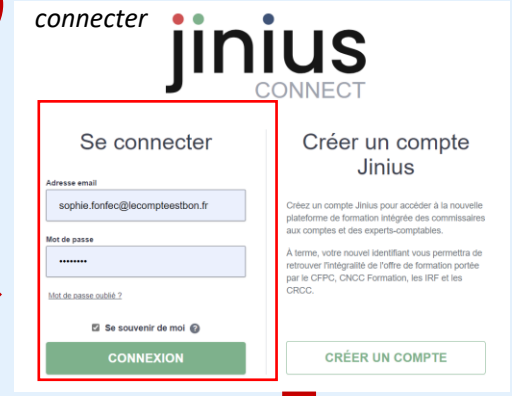 connecter
jinius
CONNECT
Se connecter
Adresse email
sophie.fonfec@lecompteestbon.fr
Mot de passe
••••••••
Mot de passe oublié ?
Se souvenir de moi ?
CONNEXION
Créer un compte
Jinius
Créez un compte Jinius pour accéder à la nouvelle
plateforme de formation intégrée des commissaires
aux comptes et des experts-comptables.
À terme, votre nouvel identifiant vous permettra de
retrouver l'intégralité de l'offre de formation portée
par le CFPC, CNCC Formation, les IRF et les
CRCC.
CRÉER UN COMPTE